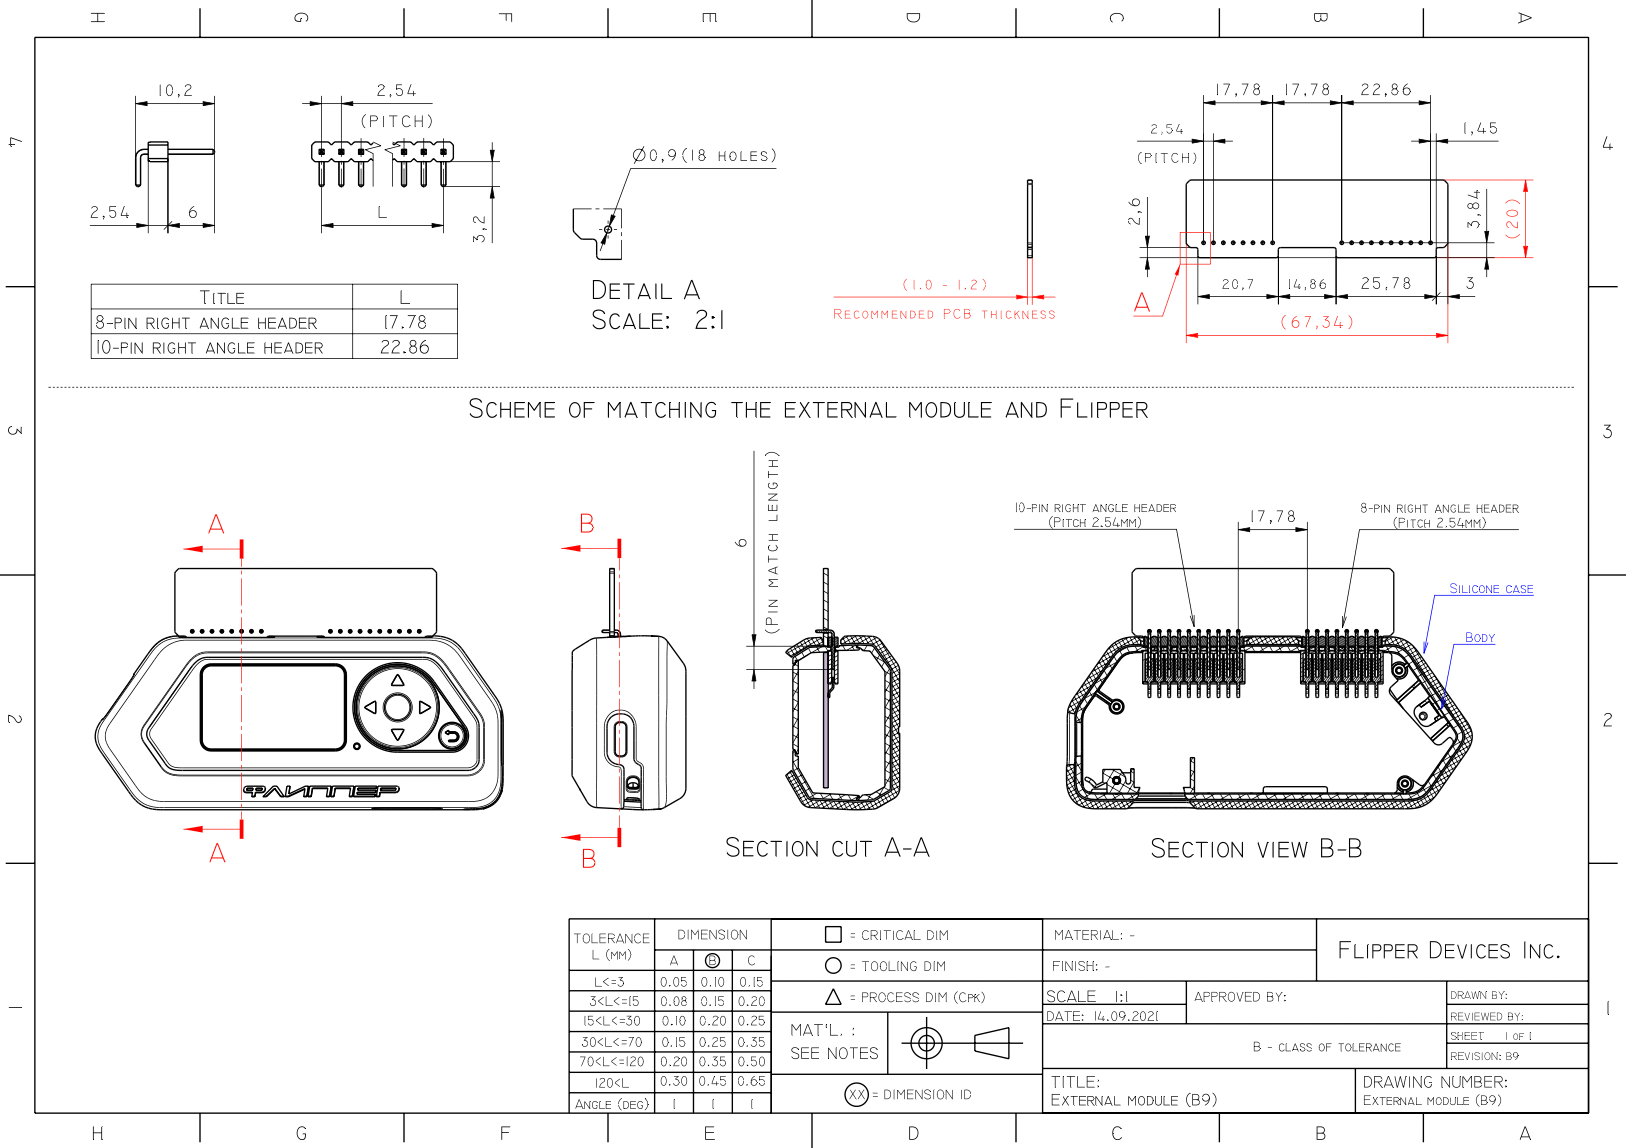 H G F E D C B A
4
10,2
2,54
(PITCH)
2,54
6
L
3,2
Ø0,9(18 HOLES)
DETAIL A
SCALE: 2:1
(1.0 - 1.2)
RECOMMENDED PCB THICKNESS
17,78 17,78 22,86
2,54
(PITCH)
1,45
2,6
3,84
(20)
A
20,7 14,86 25,78 3
(67,34)
4
TITLE L
8-PIN RIGHT ANGLE HEADER 17.78
10-PIN RIGHT ANGLE HEADER 22.86
SCHEME OF MATCHING THE EXTERNAL MODULE AND FLIPPER
3
3
A
B
6
(PIN MATCH LENGTH)
10-PIN RIGHT ANGLE HEADER
(PITCH 2.54MM)
17,78
8-PIN RIGHT ANGLE HEADER
(PITCH 2.54MM)
SILICONE CASE
BODY
2
2
ФЛИППЕР
A
B
SECTION CUT A-A
SECTION VIEW B-B
1
1
TOLERANCE
L (MM)
DIMENSION
A B C
L<=3 0.05 0.10 0.15
3<L<=15 0.08 0.15 0.20
15<L<=30 0.10 0.20 0.25
30<L<=70 0.15 0.25 0.35
70<L<=120 0.20 0.35 0.50
120<L 0.30 0.45 0.65
ANGLE (DEG) 1 1 1
= CRITICAL DIM
= TOOLING DIM
= PROCESS DIM (CPK)
MAT'L. :
SEE NOTES
XX = DIMENSION ID
MATERIAL: -
FINISH: -
FLIPPER DEVICES INC.
SCALE 1:1
DATE: 14.09.2021
APPROVED BY:
DRAWN BY:
REVIEWED BY:
SHEET 1 OF 1
REVISION: B9
B - CLASS OF TOLERANCE
TITLE:
EXTERNAL MODULE (B9)
DRAWING NUMBER:
EXTERNAL MODULE (B9)
H G F E D C B A